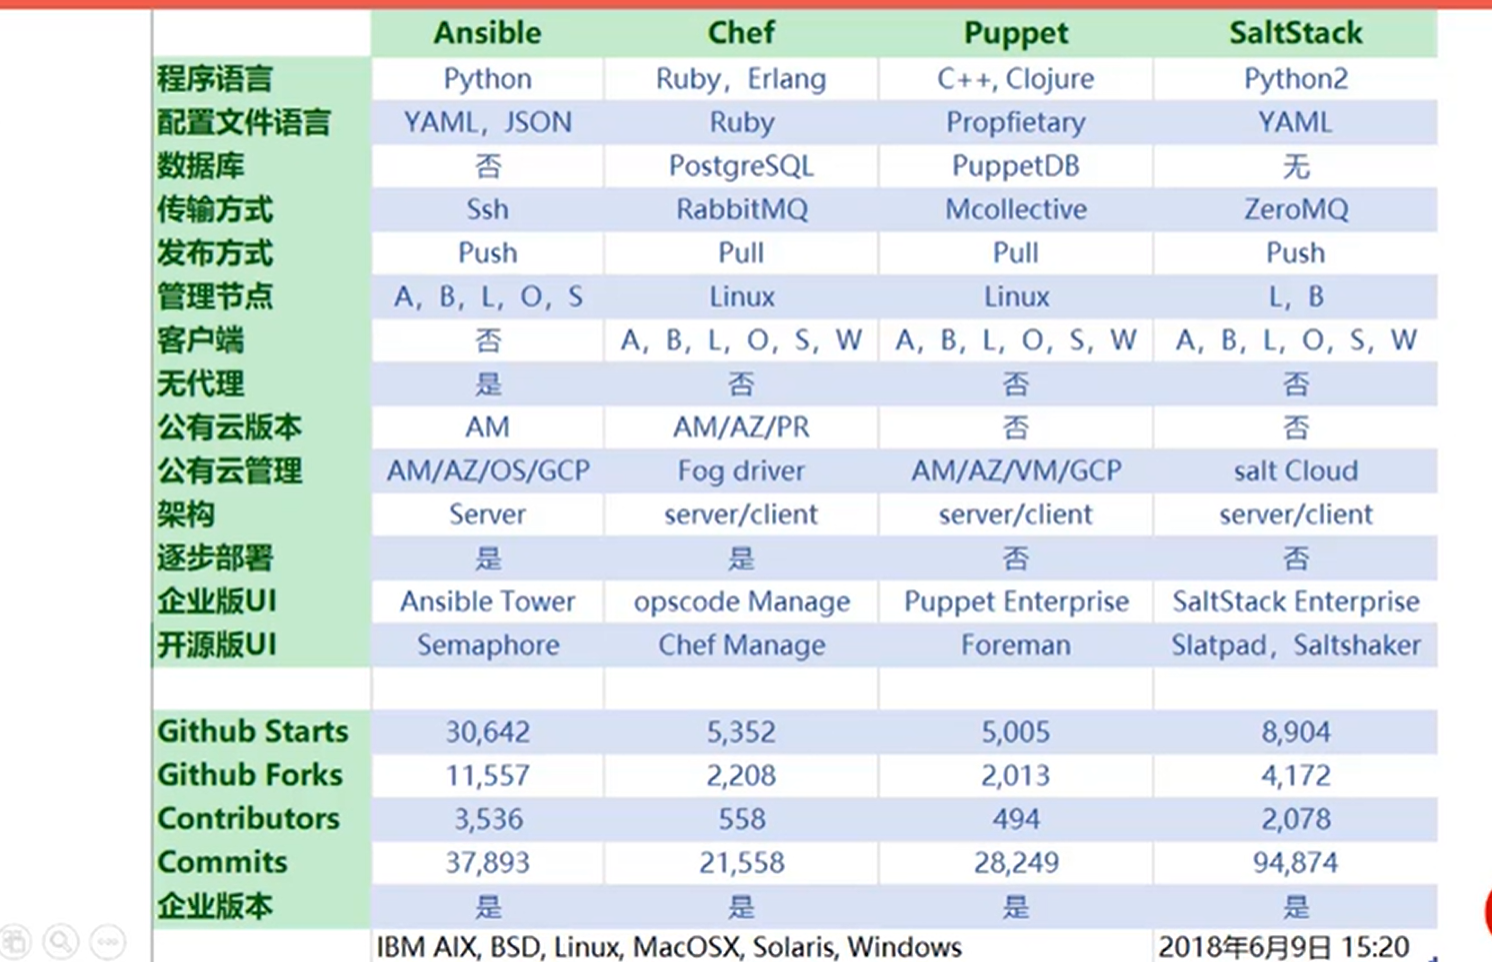 Ansible Chef Puppet SaltStack
程序语言 Python Ruby，Erlang C++, Clojure Python2
配置文件语言 YAML，JSON Ruby Propfietary YAML
数据库 否 PostgreSQL PuppetDB 无
传输方式 Ssh RabbitMQ Mcollective ZeroMQ
发布方式 Push Pull Pull Push
管理节点 A，B，L，O，S Linux Linux L，B
客户端 否 A，B，L，O，S，W A，B，L，O，S，W A，B，L，O，S，W
无代理 是 否 否 否
公有云版本 AM AM/AZ/PR 否 否
公有云管理 AM/AZ/OS/GCP Fog driver AM/AZ/VM/GCP salt Cloud
架构 Server server/client server/client server/client
逐步部署 是 是 否 否
企业版UI Ansible Tower opscode Manage Puppet Enterprise SaltStack Enterprise
开源版UI Semaphore Chef Manage Foreman Slatpad，Saltshaker
Github Starts 30,642 5,352 5,005 8,904
Github Forks 11,557 2,208 2,013 4,172
Contributors 3,536 558 494 2,078
Commits 37,893 21,558 28,249 94,874
企业版本 是 是 是 是
IBM AIX, BSD, Linux, MacOSX, Solaris, Windows 2018年6月9日 15:20